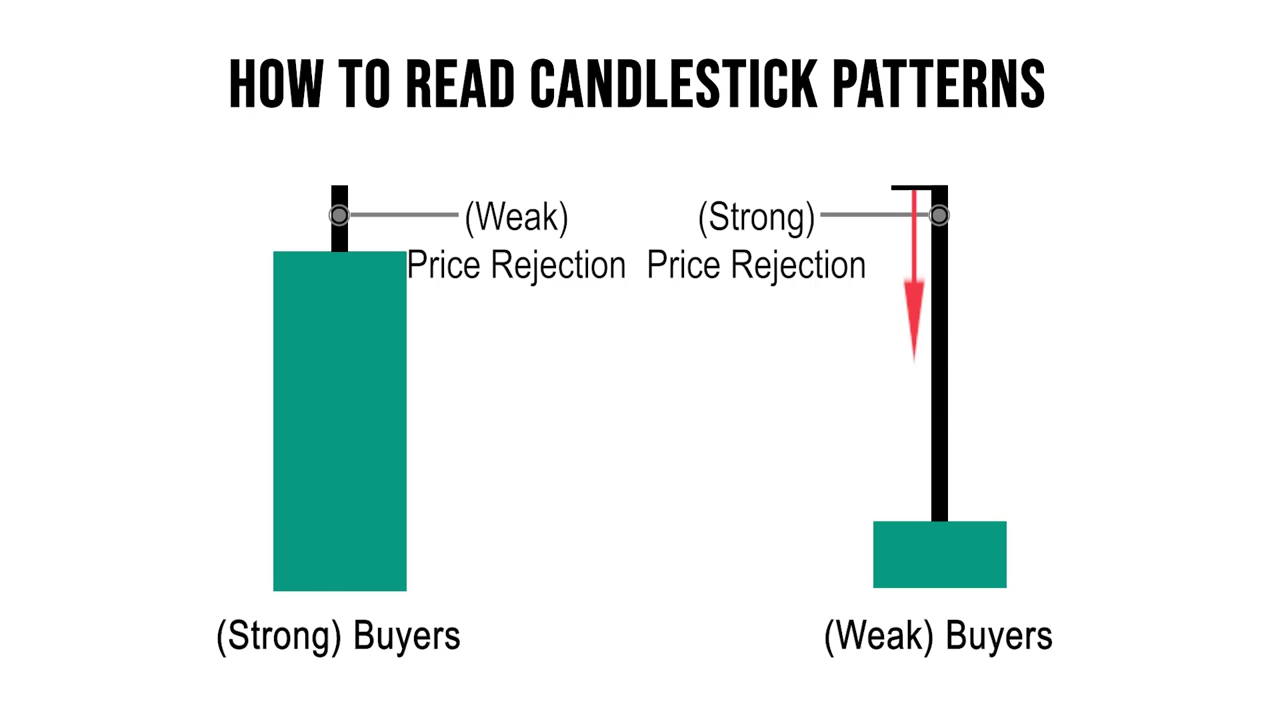 HOW TO READ CANDLESTICK PATTERNS
(Weak)
Price Rejection
(Strong)
Price Rejection
(Strong) Buyers
(Weak) Buyers